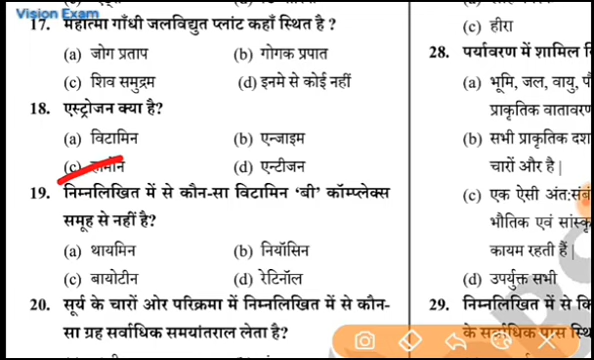 Vision Exam
17. महात्मा गाँधी जलविद्युत प्लांट कहाँ स्थित है ?
(a) जोग प्रताप
(b) गोगक प्रपात
(c) शिव समुद्रम
(d) इनमे से कोई नहीं
18. एस्ट्रोजन क्या है?
(a) विटामिन
(b) एन्जाइम
(c)
(d) एन्टीजन
19. निम्नलिखित में से कौन-सा विटामिन ‘बी’ कॉम्प्लेक्स
समूह से नहीं है?
(a) थायमिन
(b) नियॉसिन
(c) बायोटीन
(d) रेटिनॉल
20. सूर्य के चारों ओर परिक्रमा में निम्नलिखित में से कौन-
सा ग्रह सर्वाधिक समयांतराल लेता है?
(c) हीरा
28. पर्यावरण में शामिल
(a) भूमि, जल, वायु,
प्राकृतिक वातावरण
(b) सभी प्राकृतिक
चारों और है |
(c) एक ऐसी
भौतिक एवं
कायम रहती हैं |
(d) उपर्युक्त सभी
29. निम्नलिखित में से
के सर्वाधिक पास